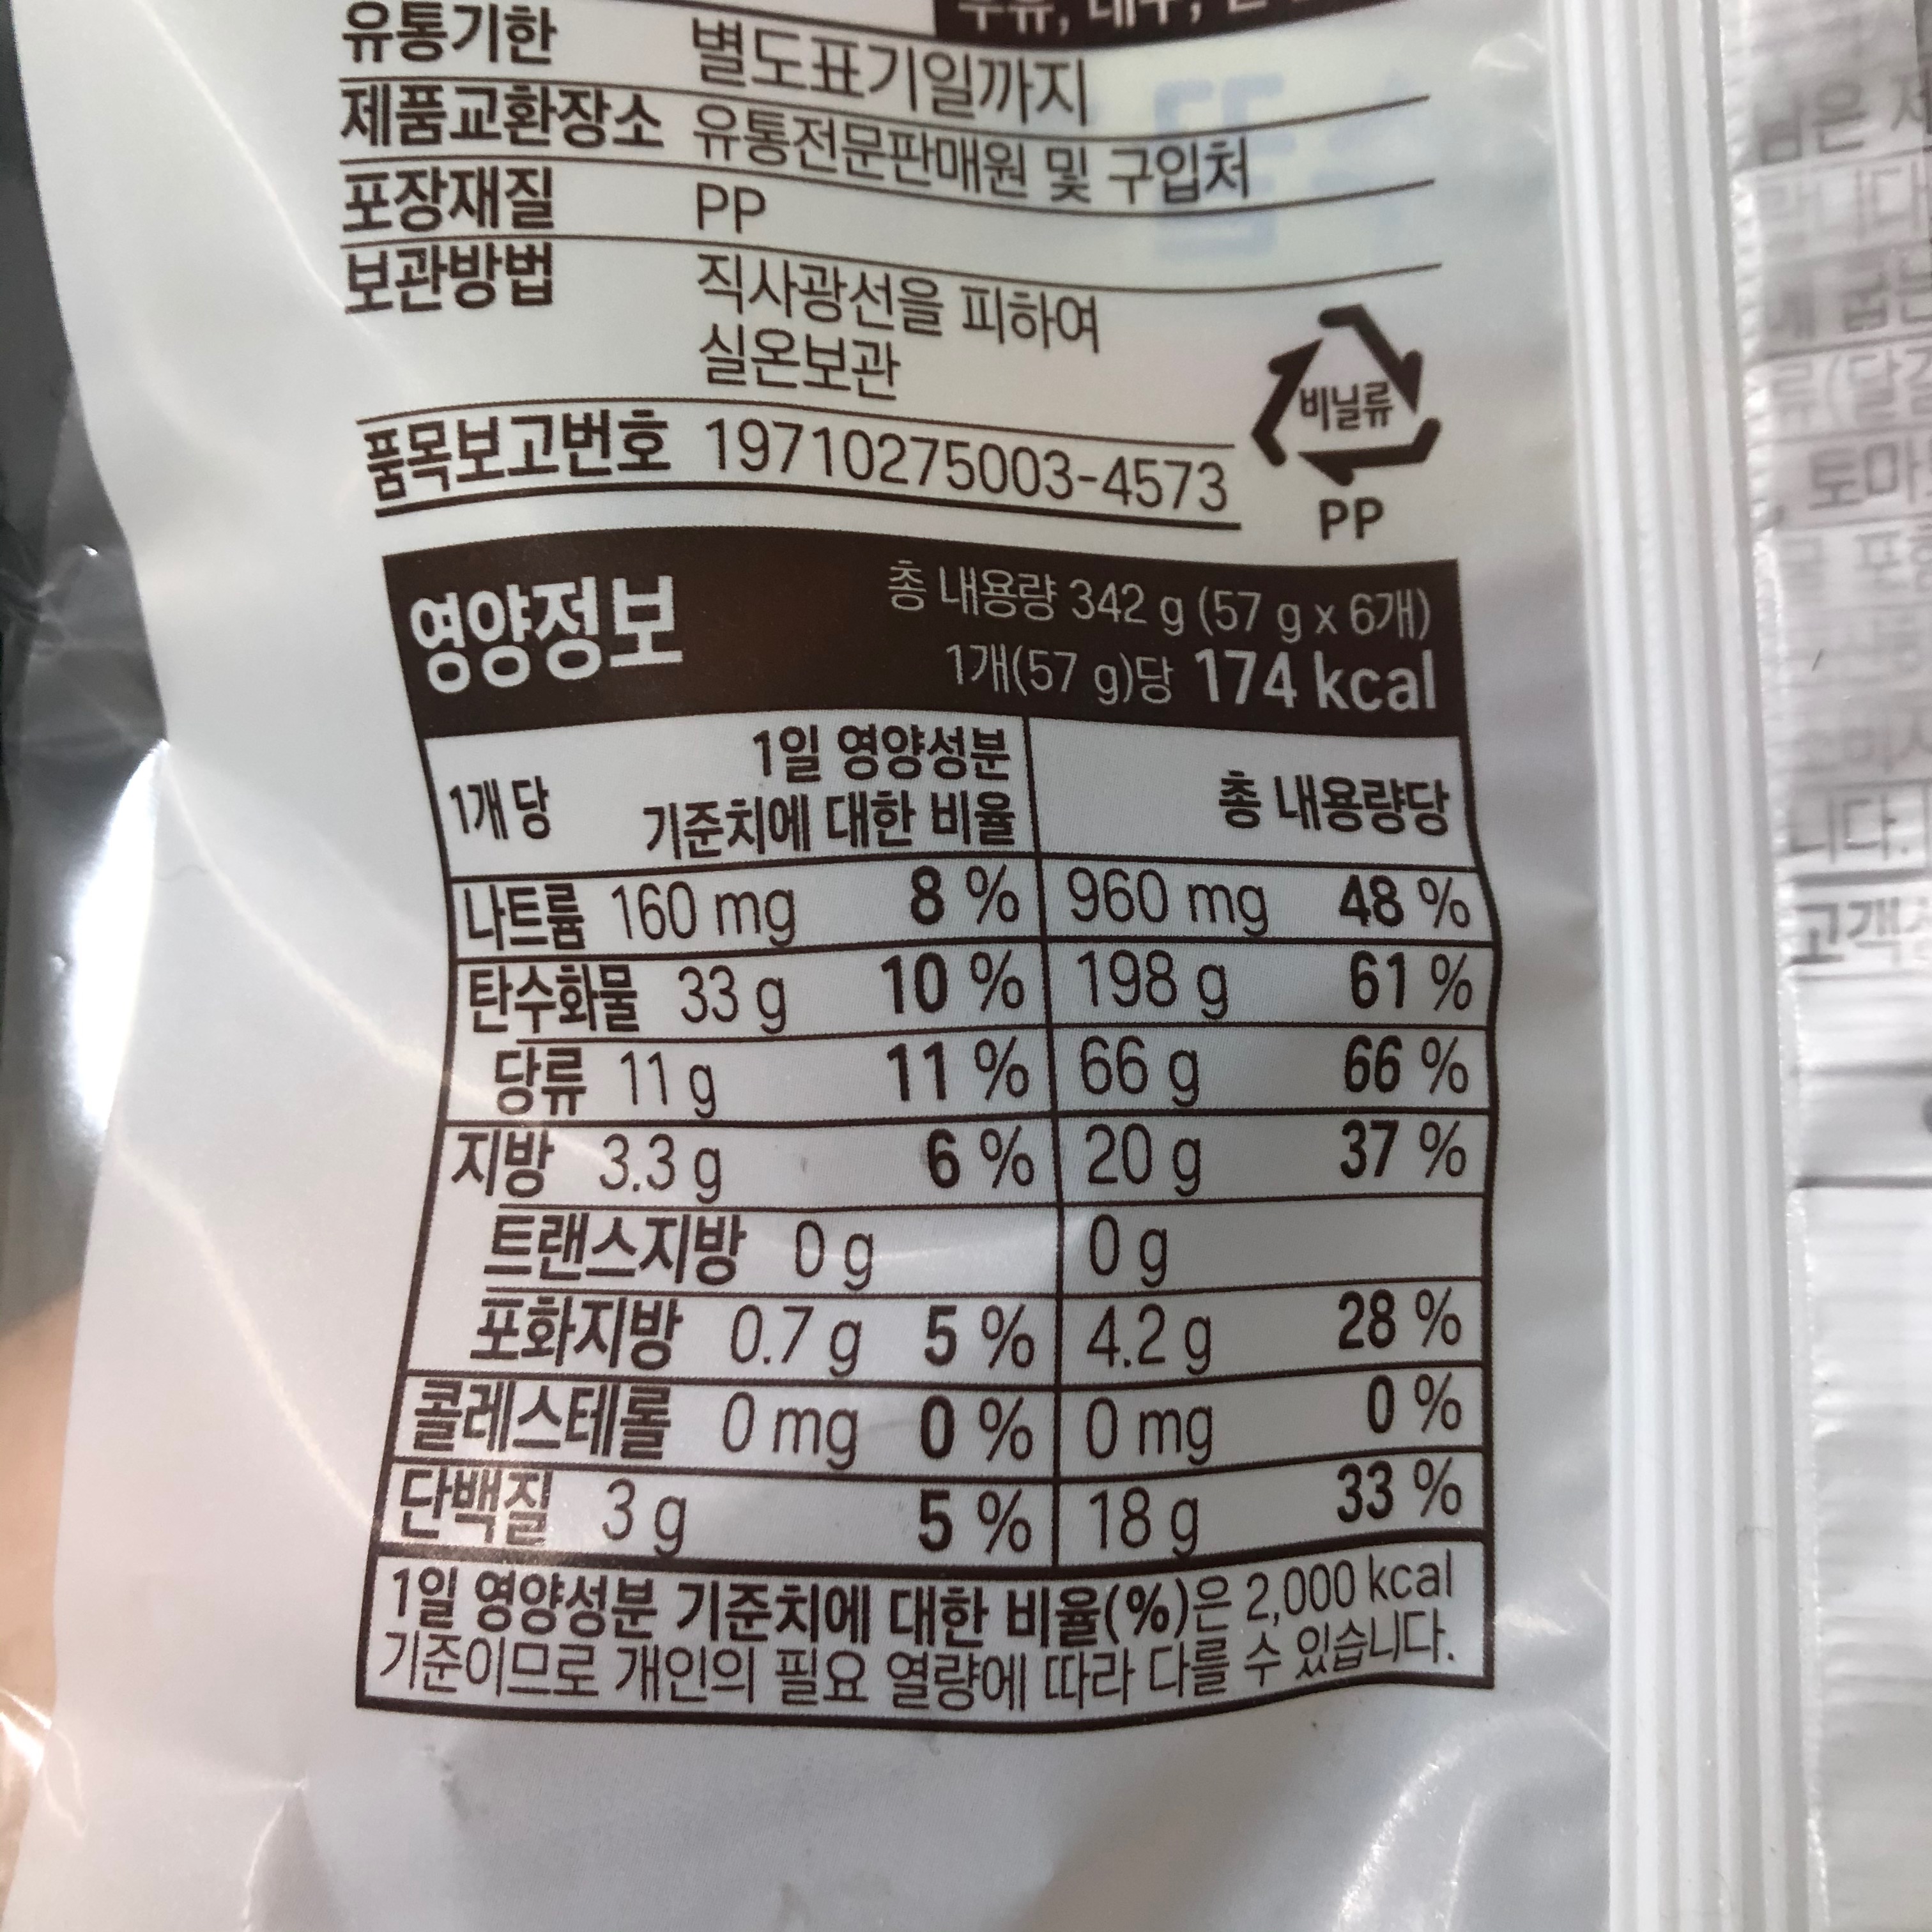 유통기한 별도표기일까지
제품교환장소 유통전문판매원 및 구입처
포장재질 PP
보관방법 직사광선을 피하여
실온보관
비닐류
PP
품목보고번호 19710275003-4573
영양정보
총 내용량 342 g (57 g x 6개)
1개(57 g)당 174 kcal
1개당 1일 영양성분 기준치에 대한 비율 총 내용량당
나트륨 160 mg 8 % 960 mg 48 %
탄수화물 33 g 10 % 198 g 61 %
당류 11 g 11 % 66 g 66 %
지방 3.3 g 6 % 20 g 37 %
트랜스지방 0 g 0 g
포화지방 0.7 g 5 % 4.2 g 28 %
콜레스테롤 0 mg 0 % 0 mg 0 %
단백질 3 g 5 % 18 g 33 %
1일 영양성분 기준치에 대한 비율(%)은 2,000 kcal
기준이므로 개인의 필요 열량에 따라 다를 수 있습니다.